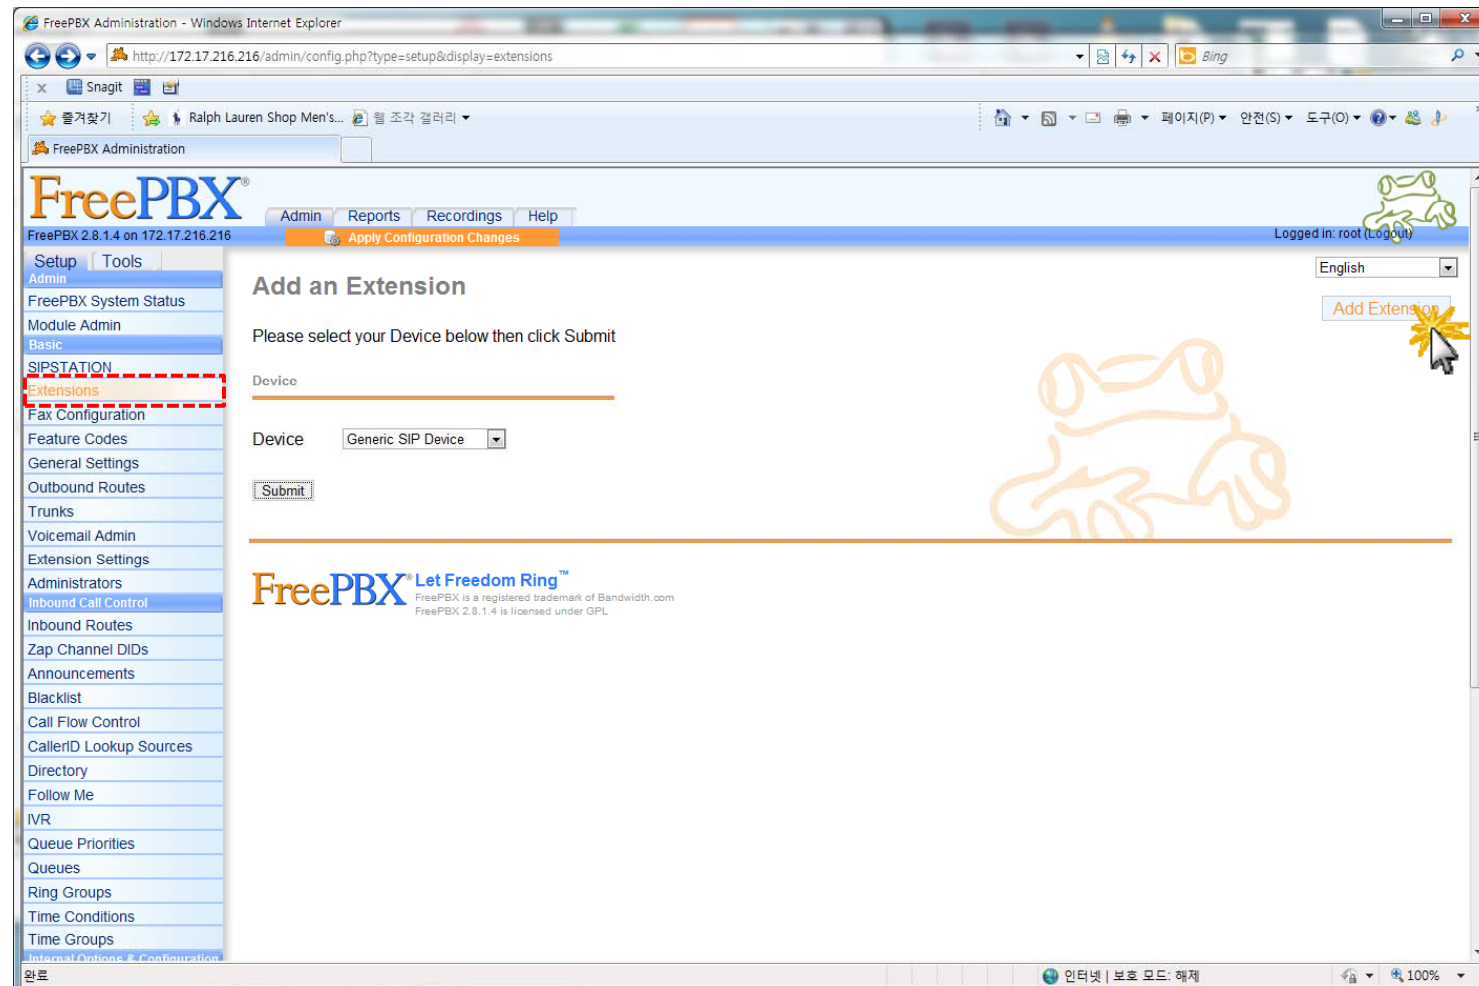 FreePBX Administration - Windows Internet Explorer
http://172.17.216.216/admin/config.php?type=setup&display=extensions
Bing
x Snagit
즐겨찾기 Ralph Lauren Shop Men's... 웹 조각 갤러리
페이지(P) 안전(S) 도구(O)
FreePBX Administration
FreePBX®
Admin Reports Recordings Help
FreePBX 2.8.1.4 on 172.17.216.216
Apply Configuration Changes
Logged in: root (Logout)
Setup Tools
English
Admin
FreePBX System Status
Module Admin
Basic
SIPSTATION
Extensions
Fax Configuration
Feature Codes
General Settings
Outbound Routes
Trunks
Voicemail Admin
Extension Settings
Administrators
Inbound Call Control
Inbound Routes
Zap Channel DIDs
Announcements
Blacklist
Call Flow Control
CallerID Lookup Sources
Directory
Follow Me
IVR
Queue Priorities
Queues
Ring Groups
Time Conditions
Time Groups
Internal Options & Configuration
Add an Extension
Add Extension
Please select your Device below then click Submit
Device
Device Generic SIP Device
Submit
FreePBX® Let Freedom Ring™
FreePBX is a registered trademark of Bandwidth.com
FreePBX 2.8.1.4 is licensed under GPL
완료
인터넷 | 보호 모드: 해제
100%